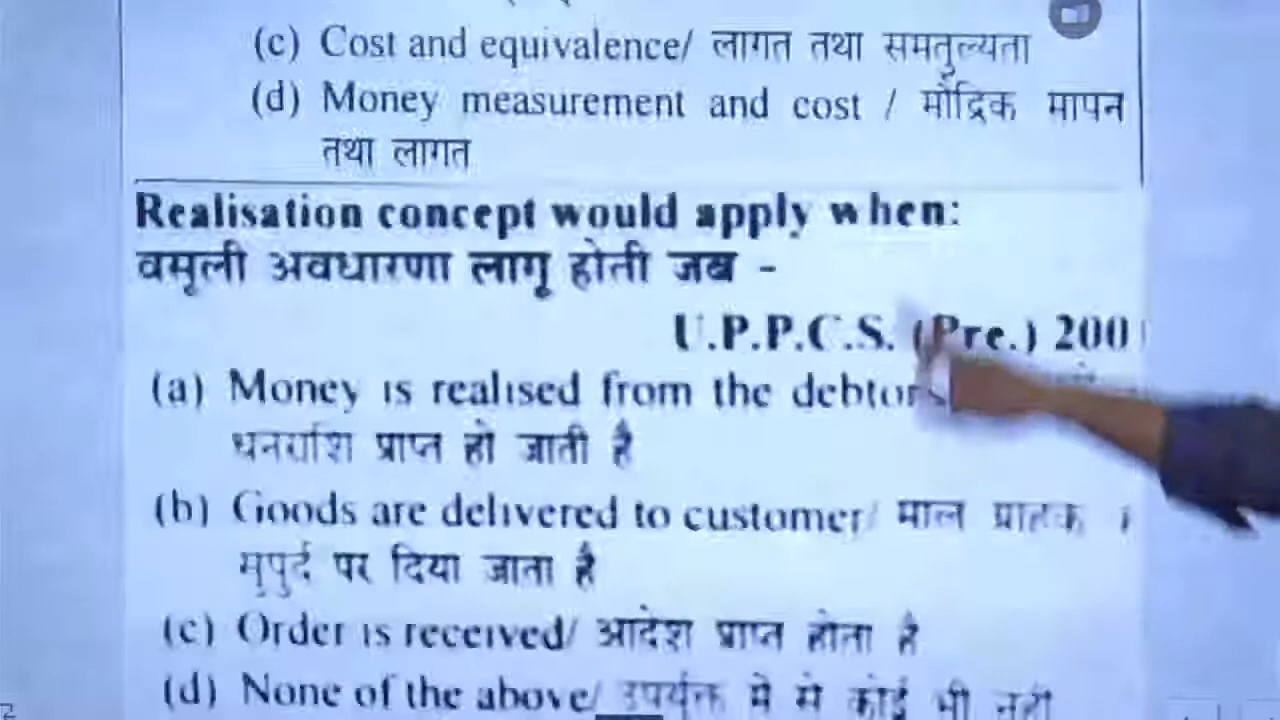 (c) Cost and equivalence/ लागत तथा समतुल्यता
(d) Money measurement and cost / मौद्रिक मापन
तथा लागत
Realisation concept would apply when:
वसूली अवधारणा लागू होती जब -
U.P.P.C.S. (Pre.) 200
(a) Money is realised from the debtors
धनराशि प्राप्त हो जाती है
(b) Goods are delivered to customer/ माल ग्राहक
सुपुर्द पर दिया जाता है
(c) Order is received/ आदेश प्राप्त होता है
(d) None of the above/ उपर्युक्त में से कोई भी नहीं
2